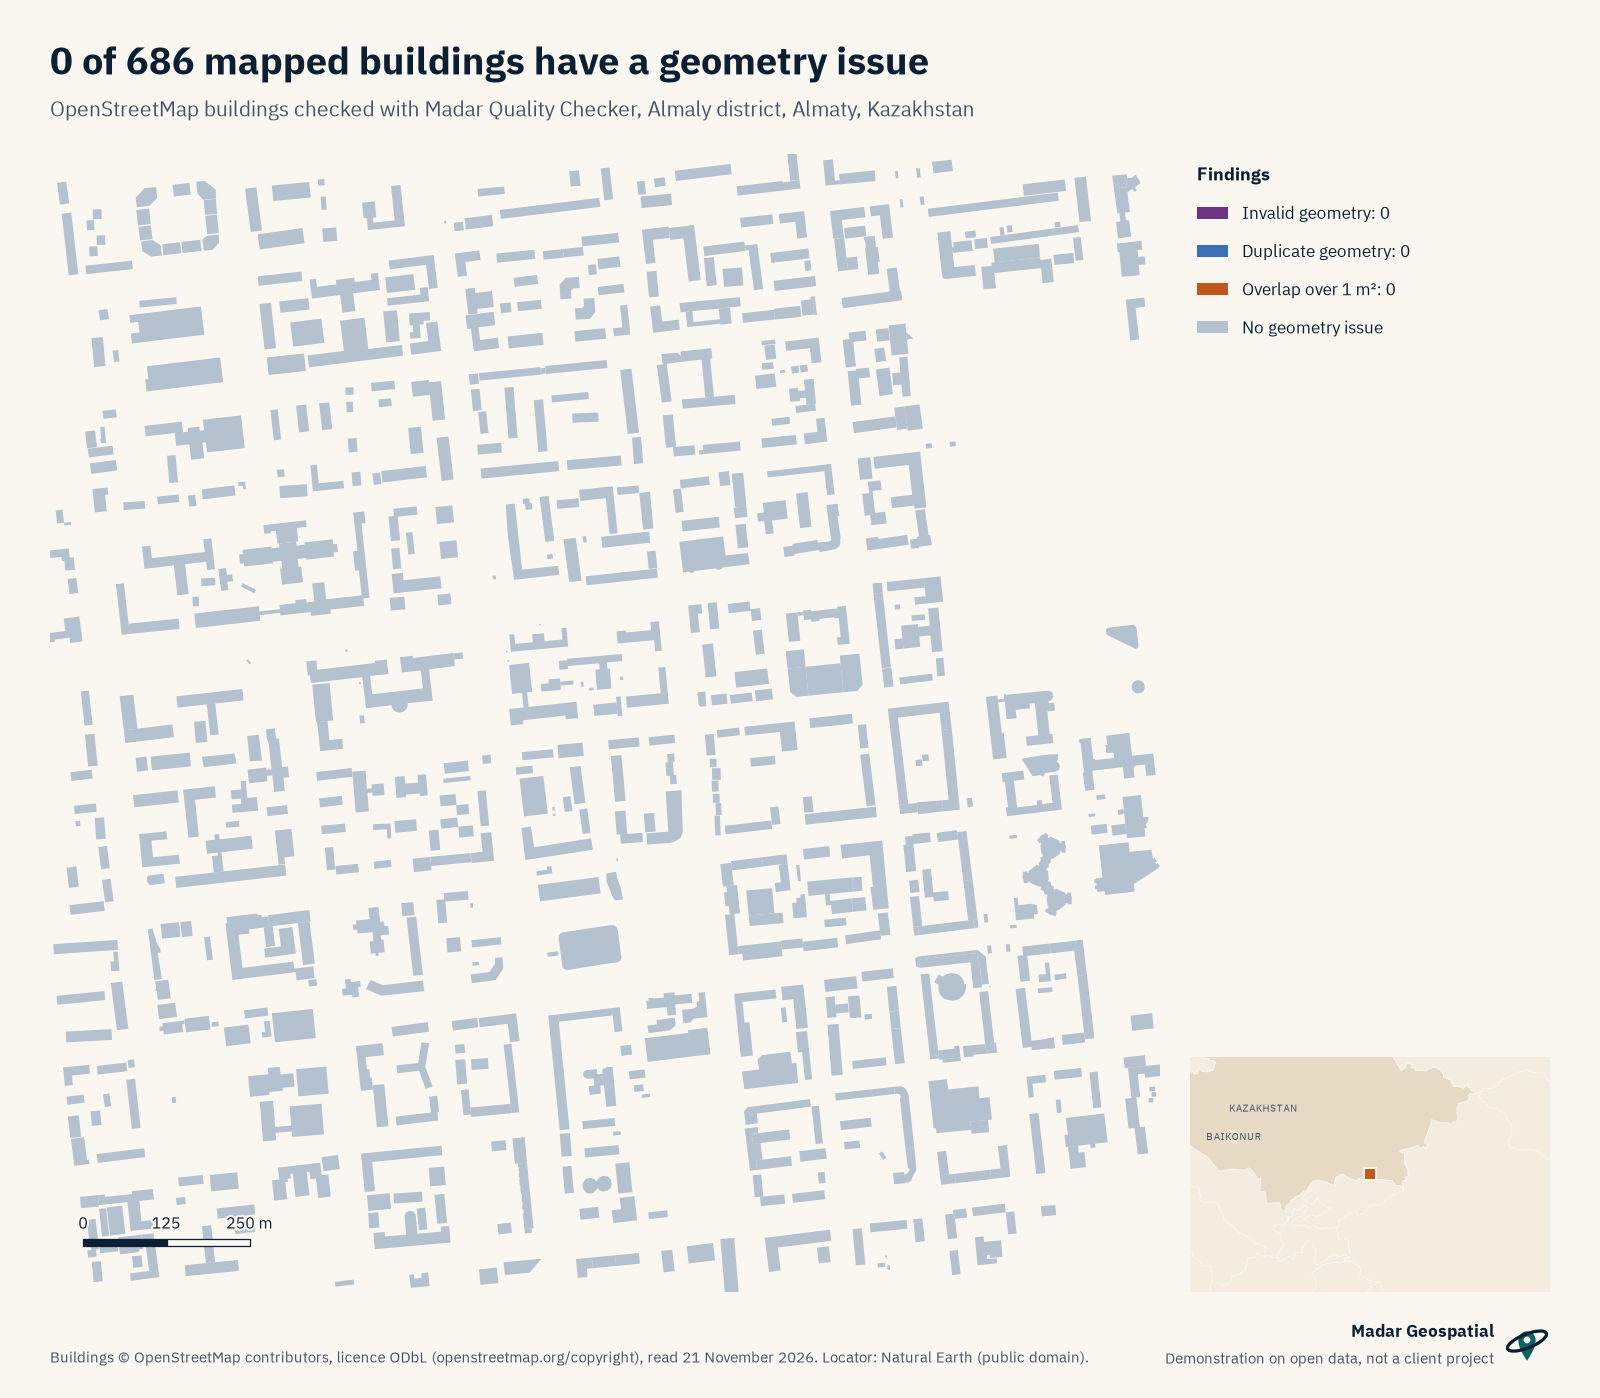 0 of 686 mapped buildings have a geometry issue
OpenStreetMap buildings checked with Madar Quality Checker, Almaly district, Almaty, Kazakhstan
Findings
Invalid geometry: 0
Duplicate geometry: 0
Overlap over 1 m²: 0
No geometry issue
KAZAKHSTAN
BAIKONUR
0 125 250 m
Madar Geospatial
Buildings © OpenStreetMap contributors, licence ODbL (openstreetmap.org/copyright), read 21 November 2026. Locator: Natural Earth (public domain).
Demonstration on open data, not a client project